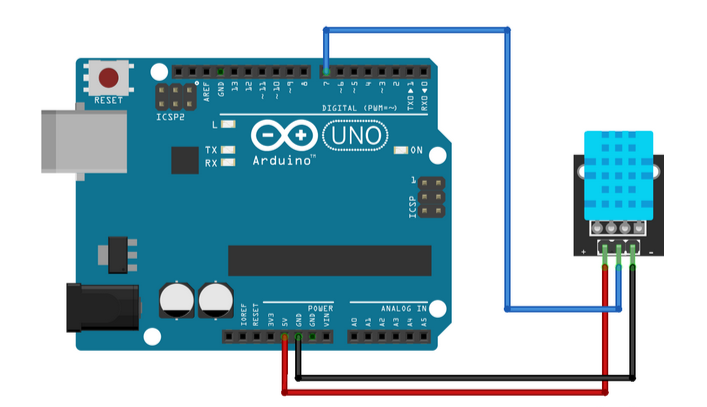 RESET
ICSP2
AREF
GND
13
12
~11
~10
~9
8
7
~6
~5
4
~3
2
TX0▶1
RX0◀0
DIGITAL (PWM=~)
L
TX
RX
UNO
Arduino™
ON
1
ICSP
+
-
POWER
ANALOG IN
IOREF
RESET
3V3
5V
GND
GND
VIN
A0
A1
A2
A3
A4
A5